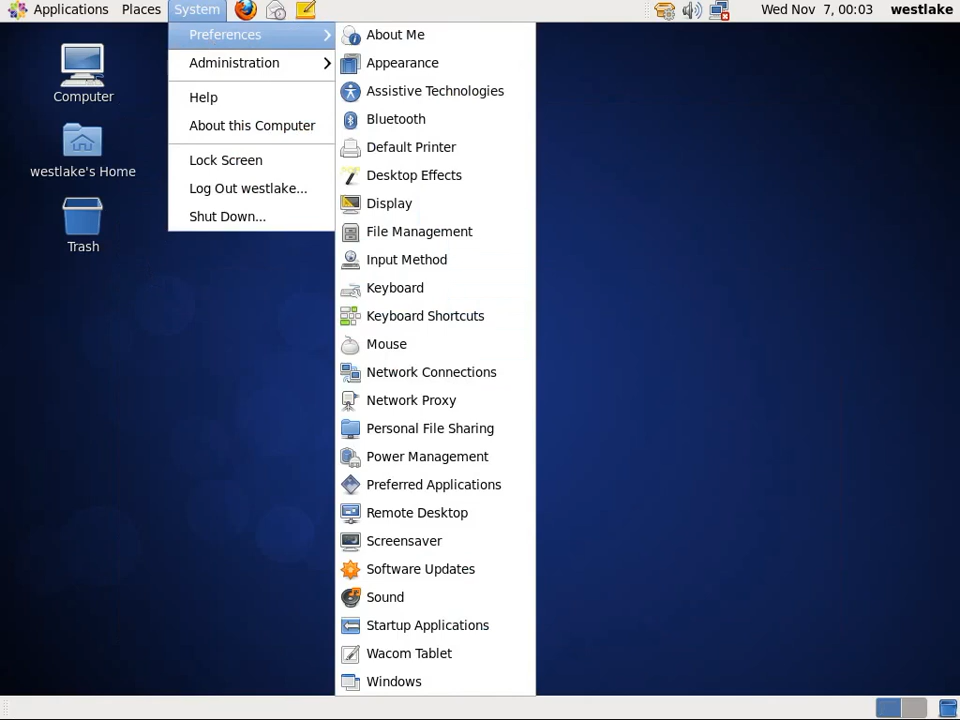 Applications Places System
Wed Nov 7, 00:03 westlake
Computer
westlake's Home
Trash
Preferences
Administration
Help
About this Computer
Lock Screen
Log Out westlake...
Shut Down...
About Me
Appearance
Assistive Technologies
Bluetooth
Default Printer
Desktop Effects
Display
File Management
Input Method
Keyboard
Keyboard Shortcuts
Mouse
Network Connections
Network Proxy
Personal File Sharing
Power Management
Preferred Applications
Remote Desktop
Screensaver
Software Updates
Sound
Startup Applications
Wacom Tablet
Windows